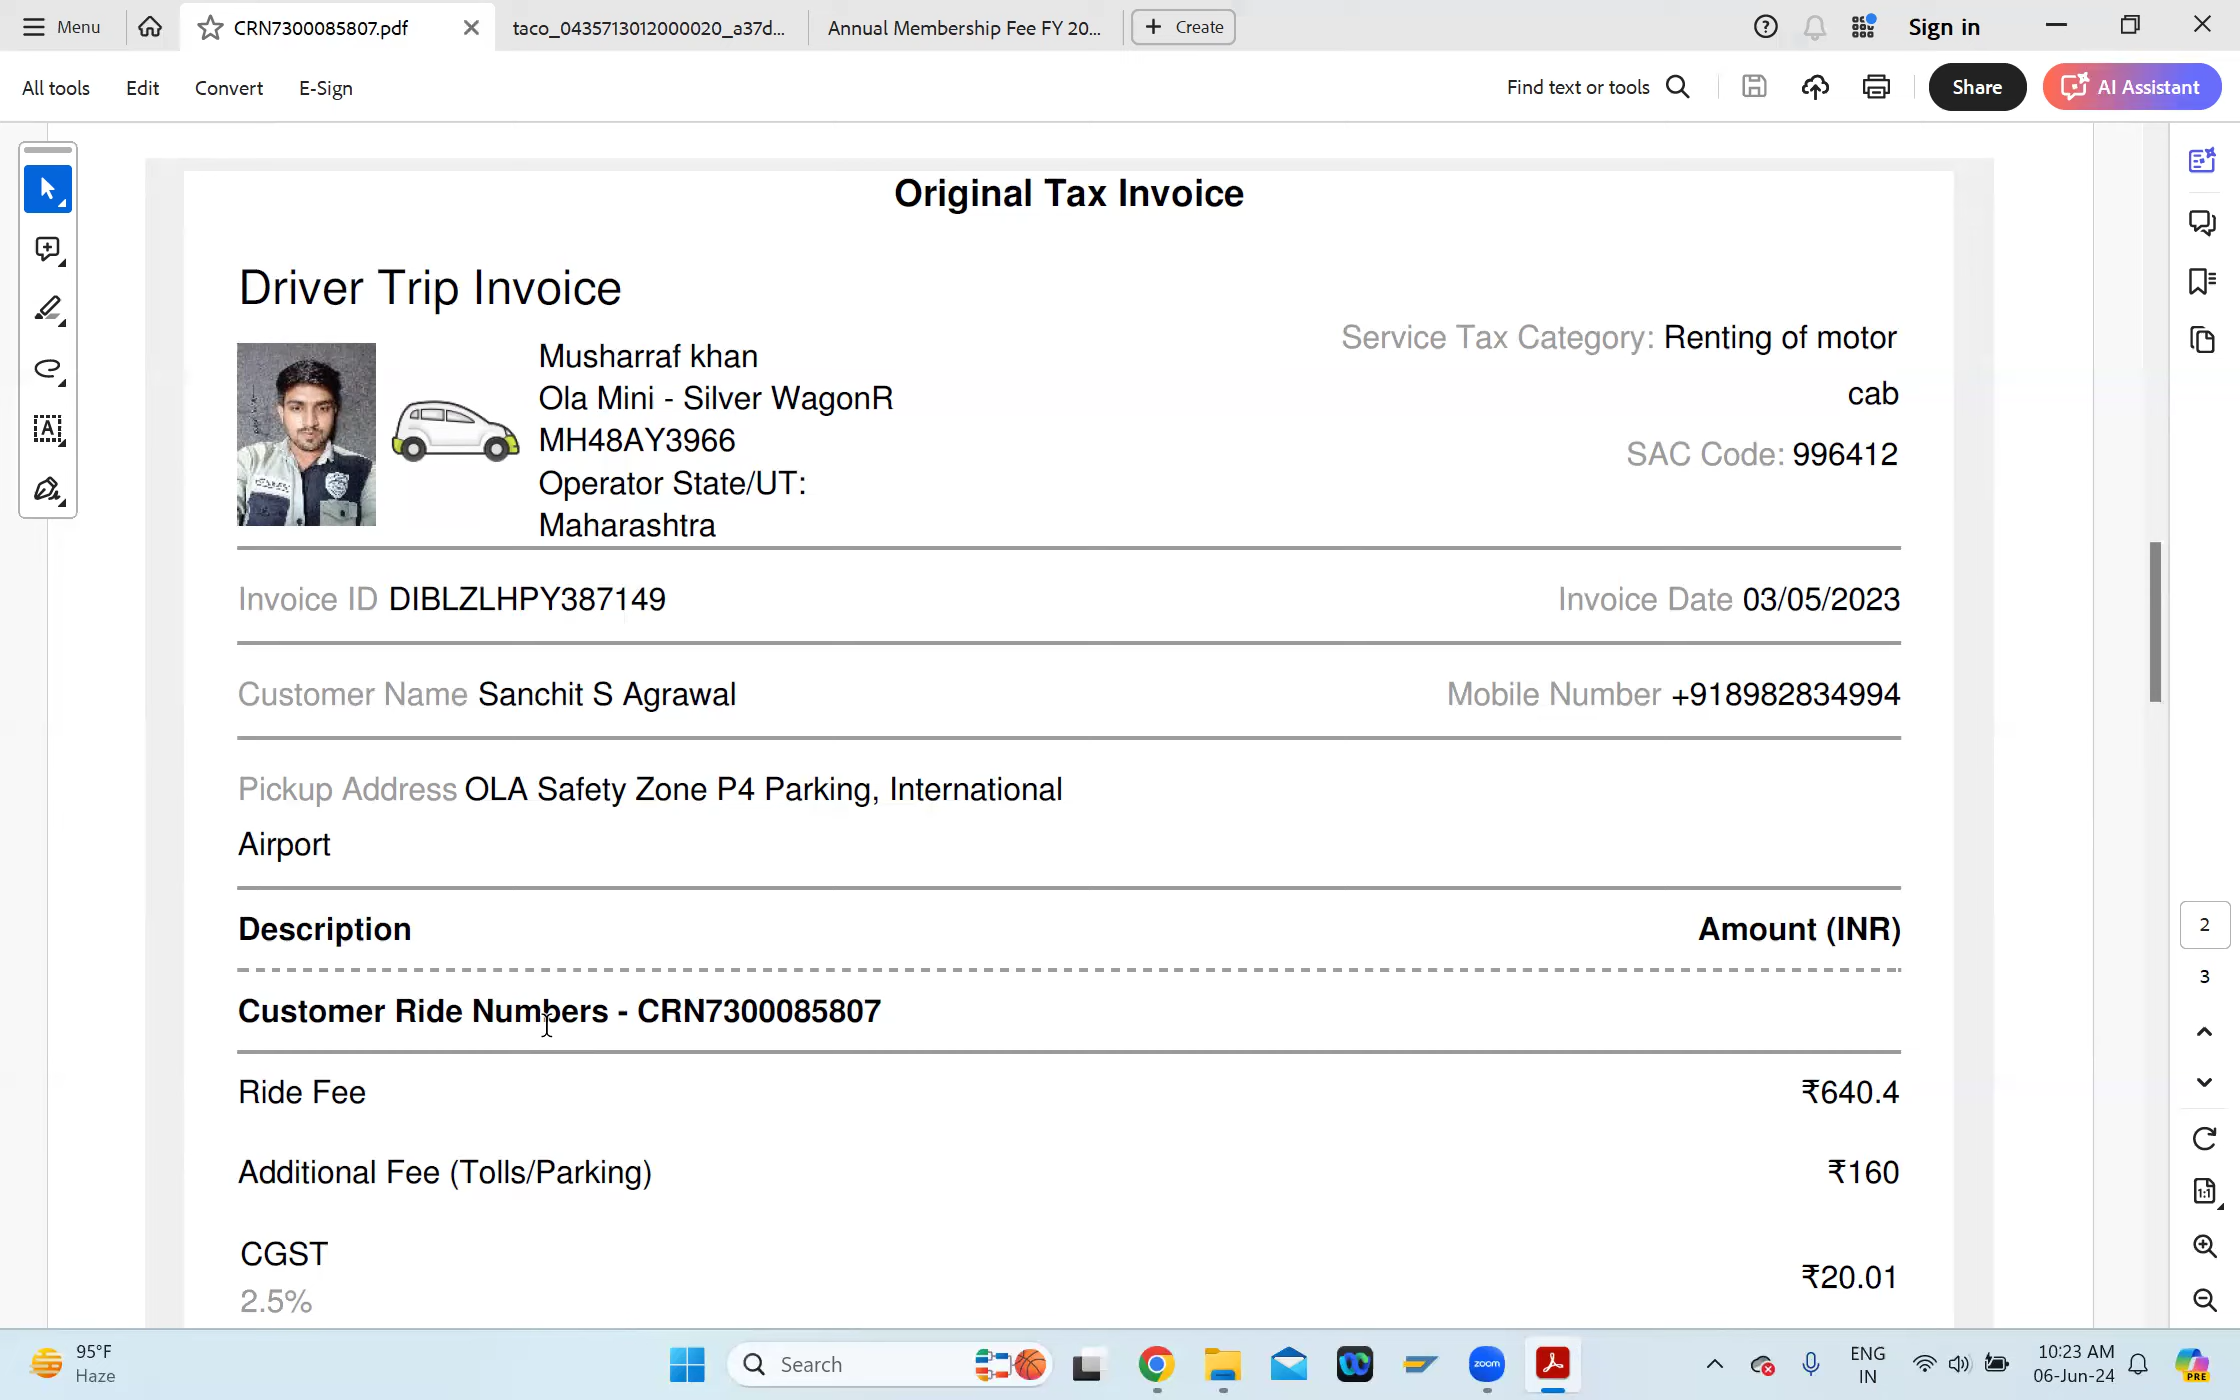 Menu
CRN7300085807.pdf
taco_0435713012000020_a37d...
Annual Membership Fee FY 20...
+ Create
Sign in
All tools
Edit
Convert
E-Sign
Find text or tools
Share
AI Assistant
Original Tax Invoice
Driver Trip Invoice
Musharraf khan
Ola Mini - Silver WagonR
MH48AY3966
Operator State/UT:
Maharashtra
Service Tax Category: Renting of motor
cab
SAC Code: 996412
Invoice ID DIBLZLHPY387149
Invoice Date 03/05/2023
Customer Name Sanchit S Agrawal
Mobile Number +918982834994
Pickup Address OLA Safety Zone P4 Parking, International
Airport
Description
Amount (INR)
Customer Ride Numbers - CRN7300085807
Ride Fee
₹640.4
Additional Fee (Tolls/Parking)
₹160
CGST
2.5%
₹20.01
2
3
95°F
Haze
Search
zoom
ENG
IN
10:23 AM
06-Jun-24
PRE